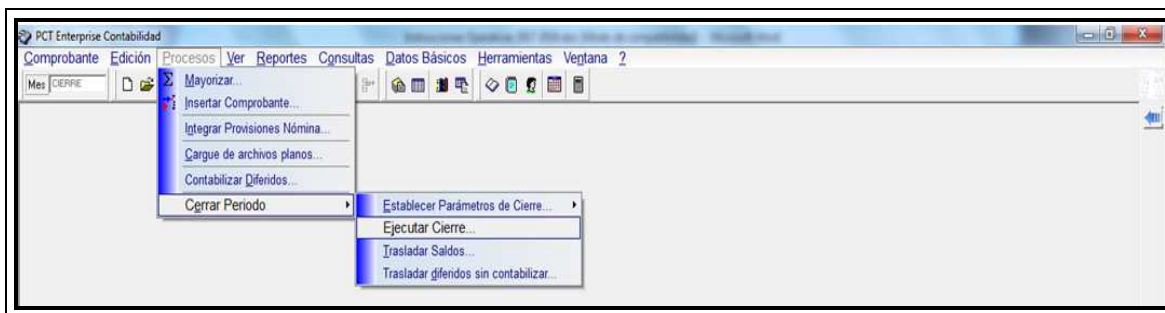 PCT Enterprise Contabilidad
Comprobante Edición Procesos Ver Reportes Consultas Datos Básicos Herramientas Ventana ?
Mes CIERRE
Mayorizar...
Insertar Comprobante...
Integrar Provisiones Nómina...
Cargue de archivos planos...
Contabilizar Diferidos...
Cerrar Periodo
Establecer Parámetros de Cierre...
Ejecutar Cierre...
Trasladar Saldos...
Trasladar diferidos sin contabilizar...